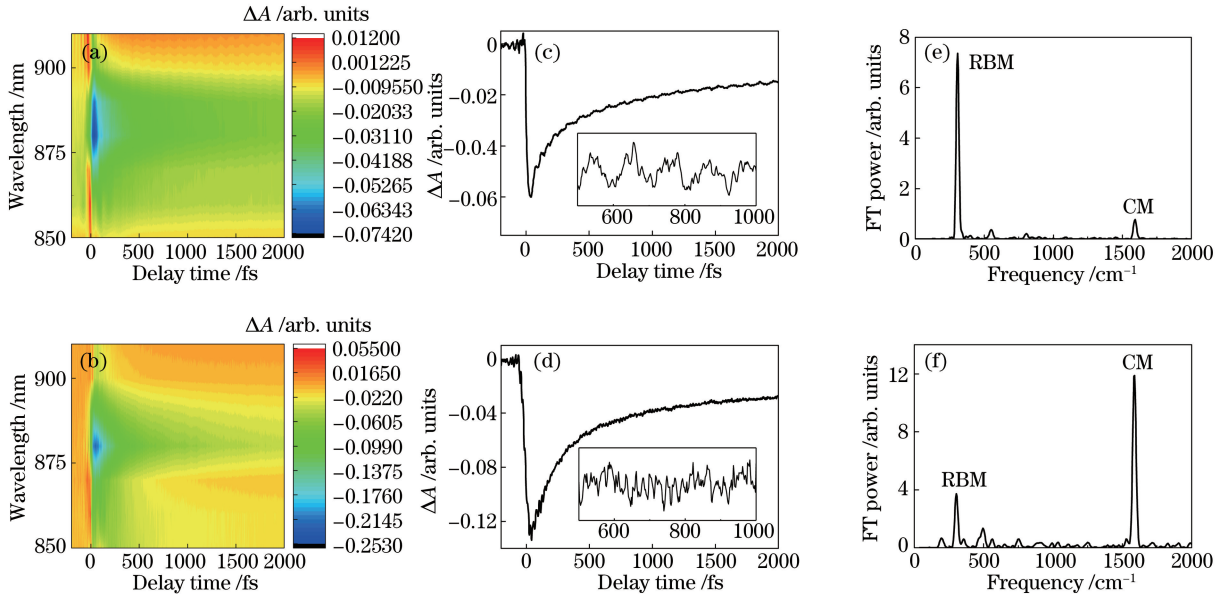 ΔA /arb. units
(a)
900
875
850
Wavelength /nm
0 500 1000 1500 2000
Delay time /fs
0.01200
0.001225
−0.009550
−0.02033
−0.03110
−0.04188
−0.05265
−0.06343
−0.07420
(c)
0
−0.02
−0.04
−0.06
ΔA /arb. units
600 800 1000
0 500 1000 1500 2000
Delay time /fs
(e)
8
6
4
2
0
FT power /arb. units
RBM
CM
0 500 1000 1500 2000
Frequency /cm⁻¹
ΔA /arb. units
(b)
900
875
850
Wavelength /nm
0 500 1000 1500 2000
Delay time /fs
0.05500
0.01650
−0.0220
−0.0605
−0.0990
−0.1375
−0.1760
−0.2145
−0.2530
(d)
0
−0.04
−0.08
−0.12
ΔA /arb. units
600 800 1000
0 500 1000 1500 2000
Delay time /fs
(f)
12
8
4
0
FT power /arb. units
RBM
CM
0 500 1000 1500 2000
Frequency /cm⁻¹